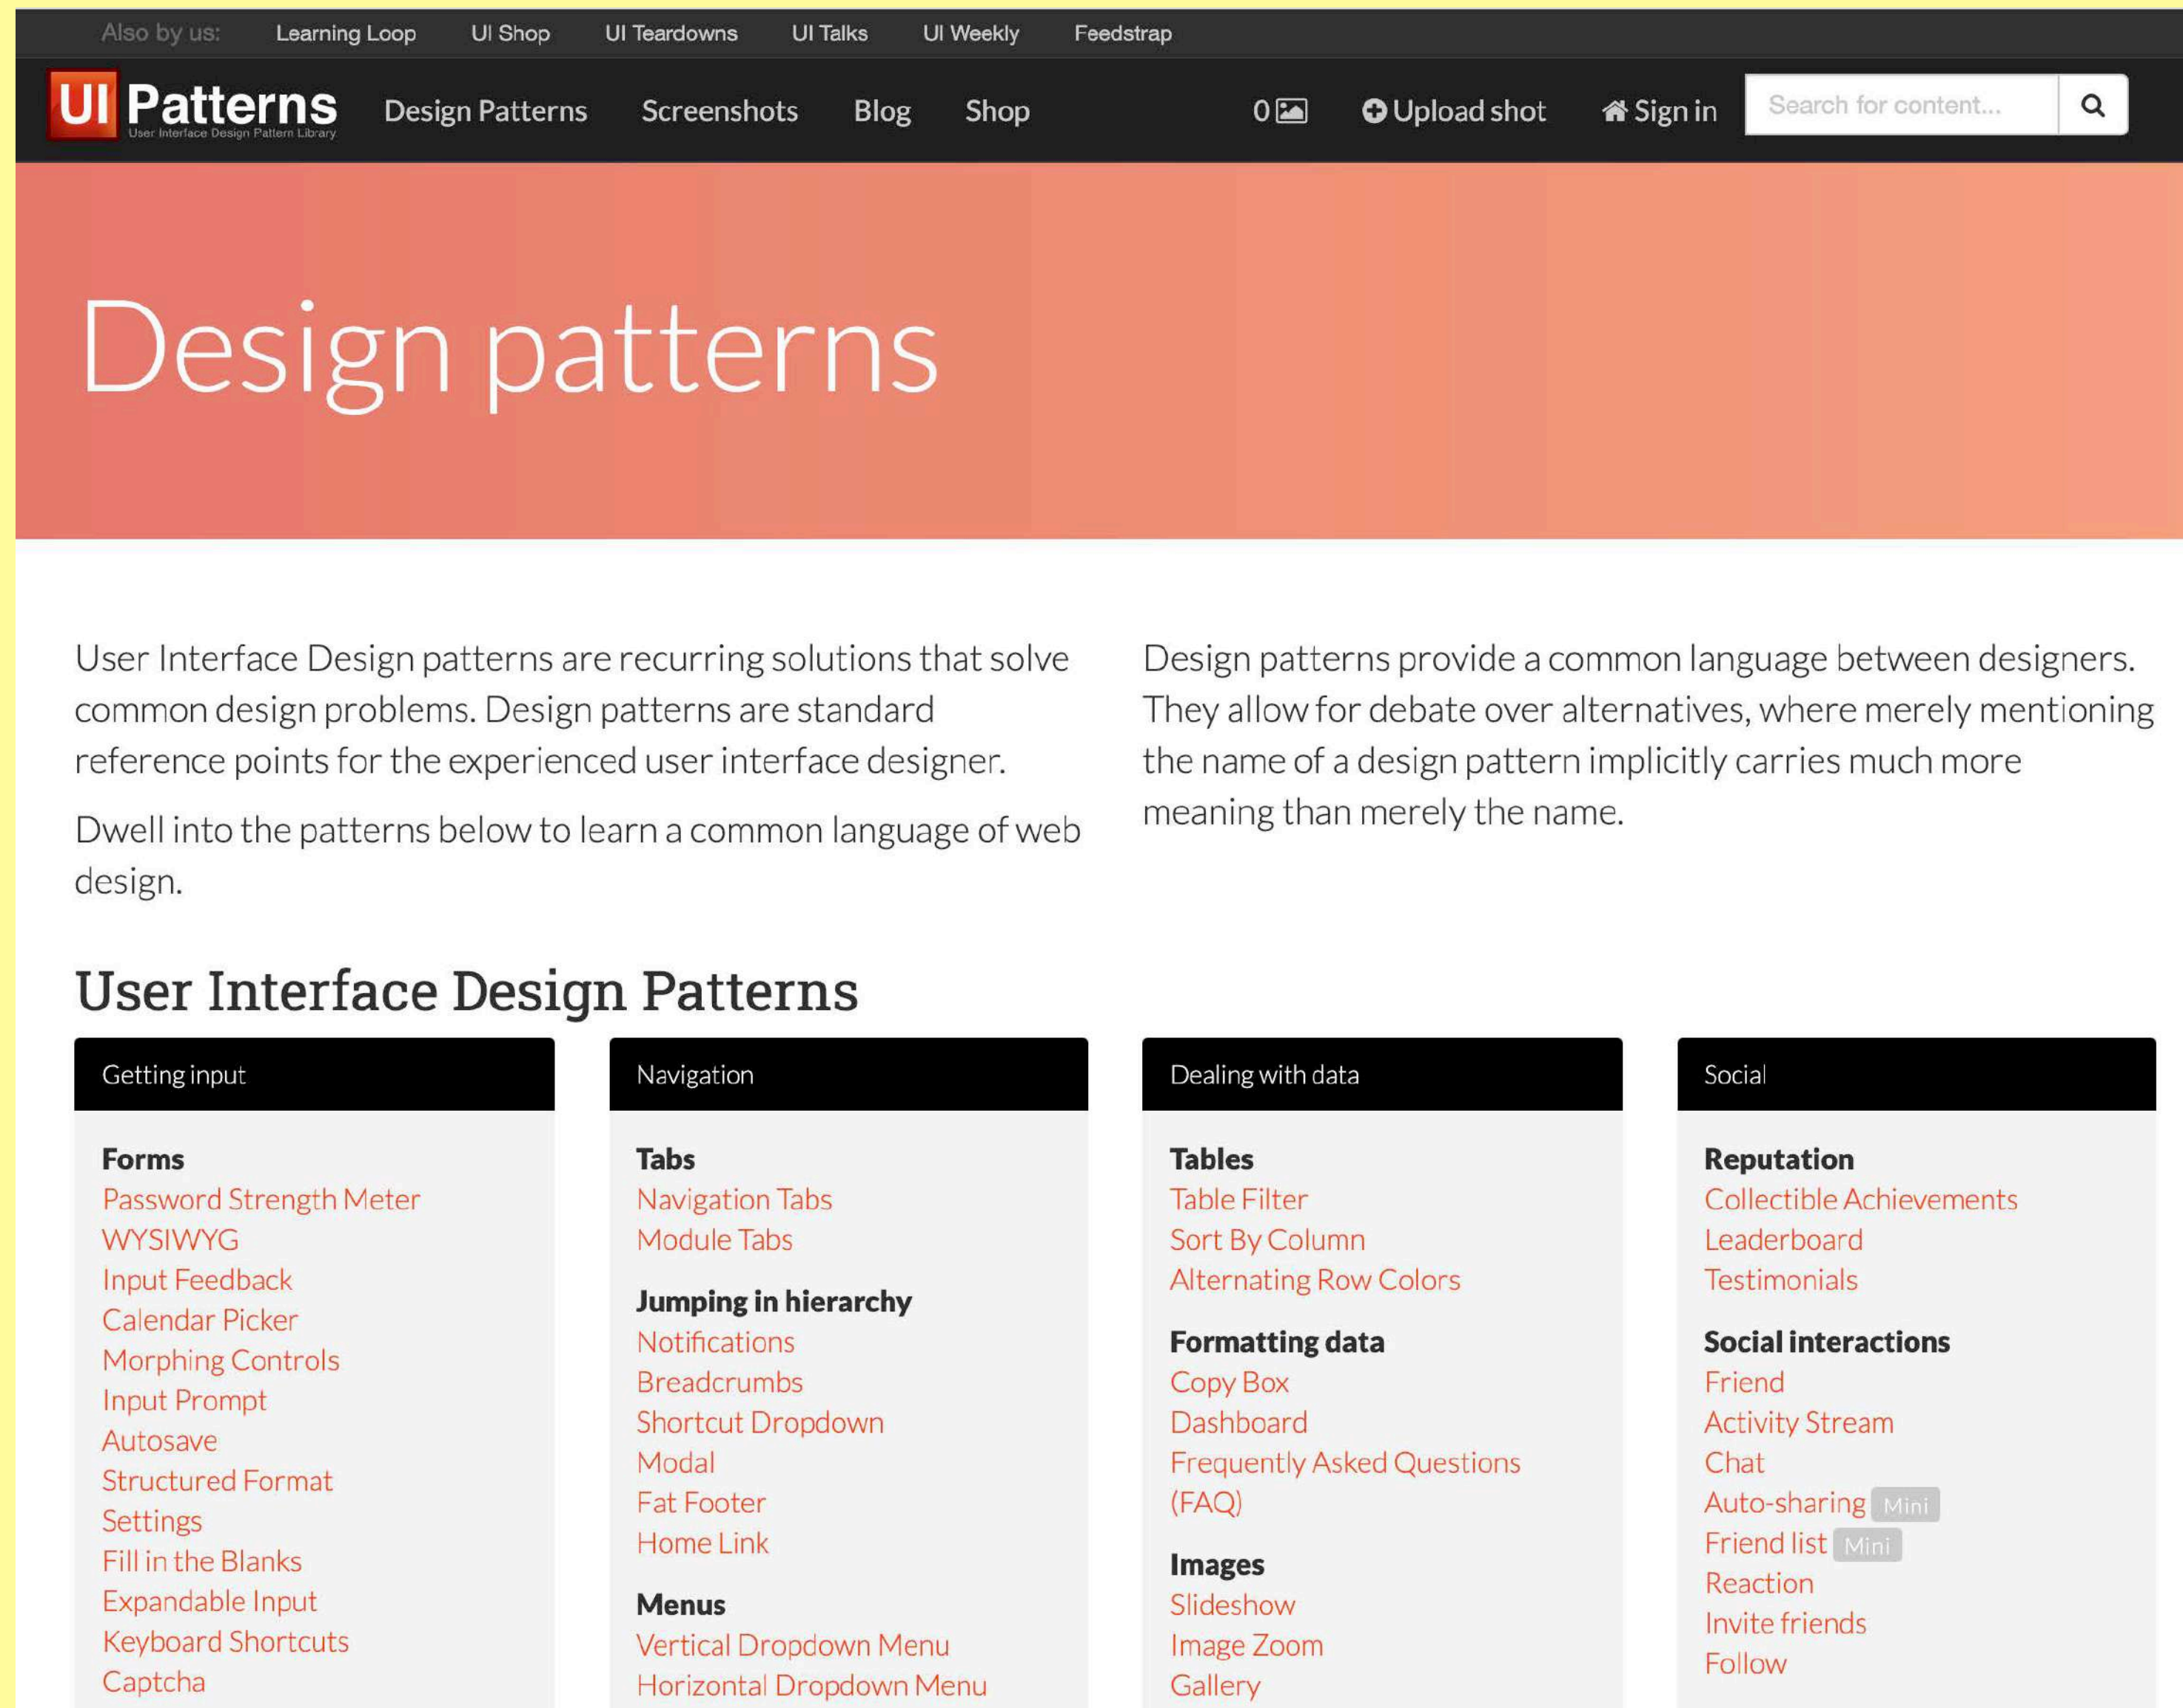 Also by us: Learning Loop UI Shop UI Teardowns UI Talks UI Weekly Feedstrap
UI Patterns
User Interface Design Pattern Library
Design Patterns Screenshots Blog Shop 0 Upload shot Sign in Search for content...
Design patterns
User Interface Design patterns are recurring solutions that solve
common design problems. Design patterns are standard
reference points for the experienced user interface designer.
Dwell into the patterns below to learn a common language of web
design.
Design patterns provide a common language between designers.
They allow for debate over alternatives, where merely mentioning
the name of a design pattern implicitly carries much more
meaning than merely the name.
User Interface Design Patterns
Getting input
Forms
Password Strength Meter
WYSIWYG
Input Feedback
Calendar Picker
Morphing Controls
Input Prompt
Autosave
Structured Format
Settings
Fill in the Blanks
Expandable Input
Keyboard Shortcuts
Captcha
Navigation
Tabs
Navigation Tabs
Module Tabs
Jumping in hierarchy
Notifications
Breadcrumbs
Shortcut Dropdown
Modal
Fat Footer
Home Link
Menus
Vertical Dropdown Menu
Horizontal Dropdown Menu
Dealing with data
Tables
Table Filter
Sort By Column
Alternating Row Colors
Formatting data
Copy Box
Dashboard
Frequently Asked Questions
(FAQ)
Images
Slideshow
Image Zoom
Gallery
Social
Reputation
Collectible Achievements
Leaderboard
Testimonials
Social interactions
Friend
Activity Stream
Chat
Auto-sharing Mini
Friend list Mini
Reaction
Invite friends
Follow